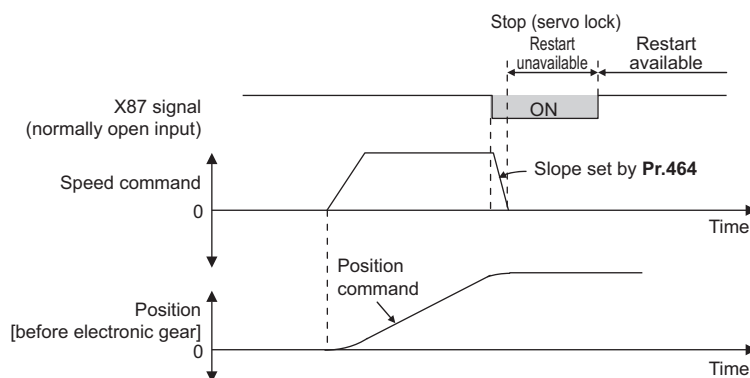 Stop (servo lock)
Restart
unavailable
Restart
available
X87 signal
(normally open input)
ON
Slope set by Pr.464
Speed command
0
Time
Position
command
Position
[before electronic gear]
0
Time